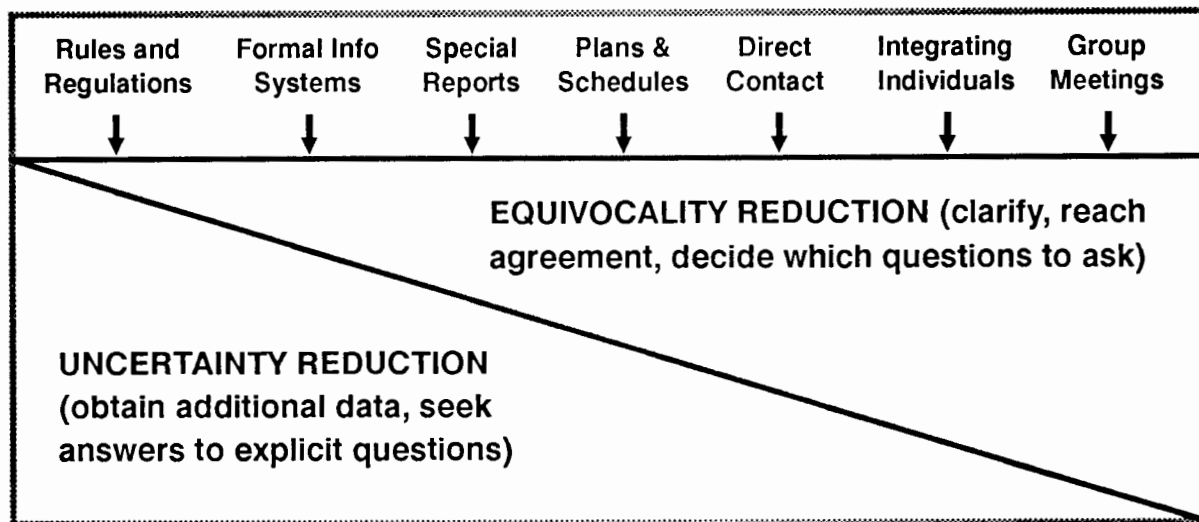 Rules and
Regulations
Formal Info
Systems
Special
Reports
Plans &
Schedules
Direct
Contact
Integrating
Individuals
Group
Meetings
EQUIVOCALITY REDUCTION (clarify, reach
agreement, decide which questions to ask)
UNCERTAINTY REDUCTION
(obtain additional data, seek
answers to explicit questions)